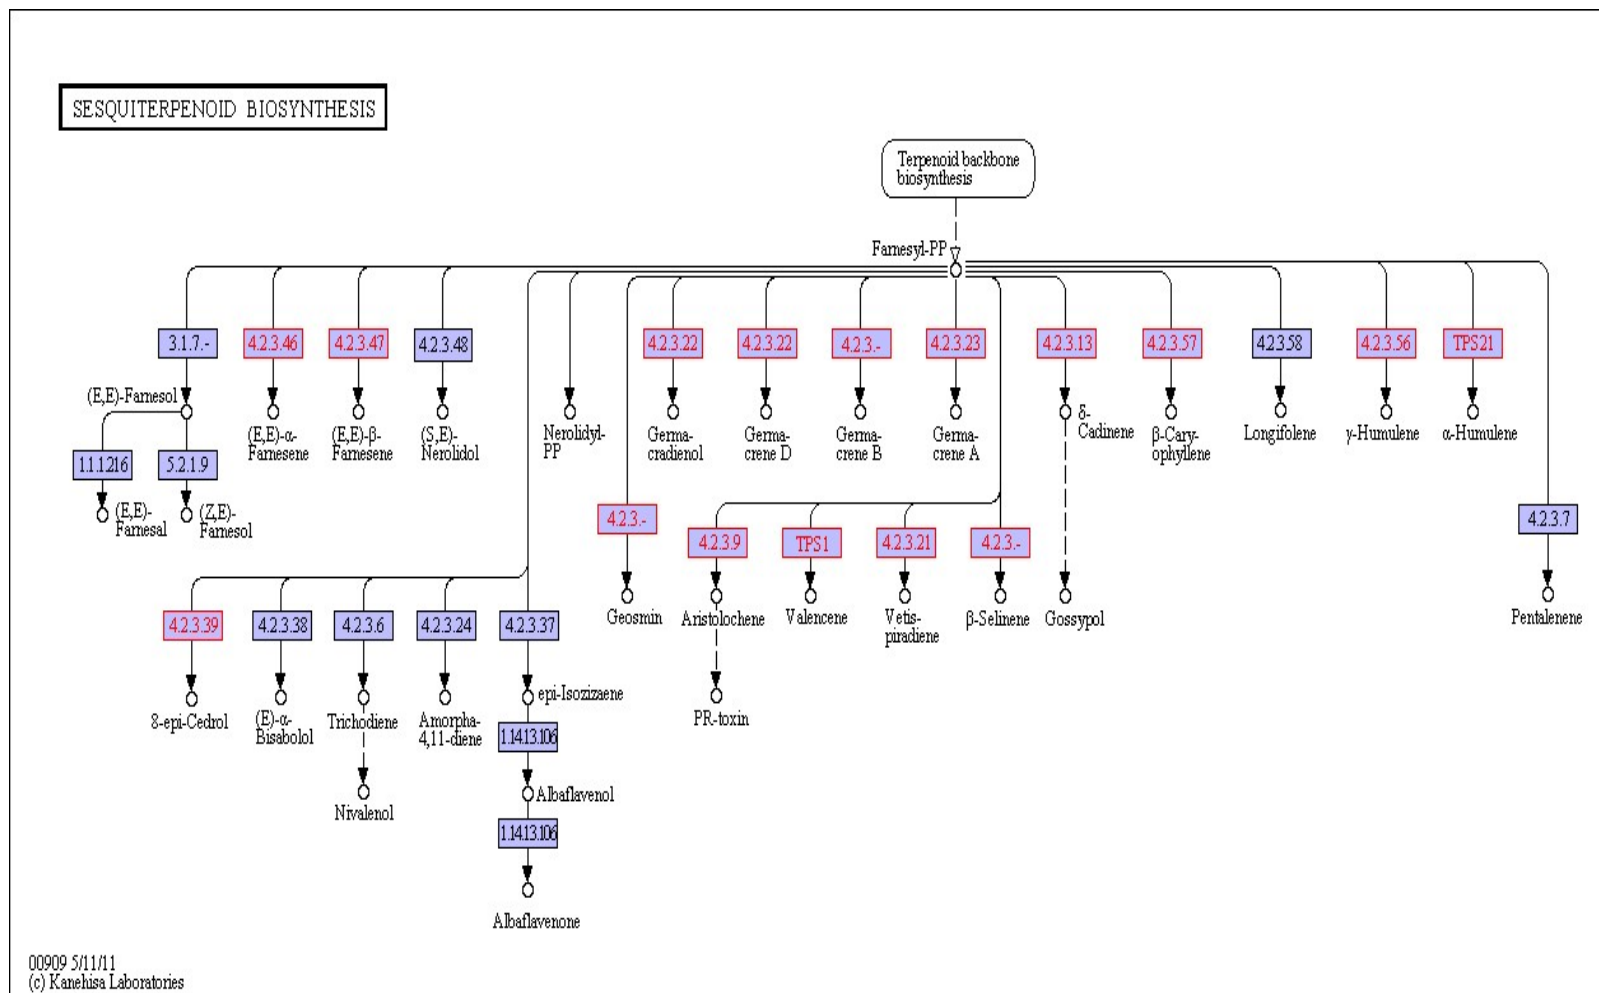 SESQUITERPENOID BIOSYNTHESIS
Terpenoid backbone
biosynthesis
Farnesyl-PP
3.1.7.-
4.2.3.46
4.2.3.47
4.2.3.48
4.2.3.22
4.2.3.22
4.2.3.-
4.2.3.23
4.2.3.13
4.2.3.57
4.2.3.58
4.2.3.56
TPS21
(E,E)-Farnesol
(E,E)-α-
Farnesene
(E,E)-β-
Farnesene
(S,E)-
Nerolidol
Nerolidyl-
PP
Germa-
cradienol
Germa-
crene D
Germa-
crene B
Germa-
crene A
δ-
Cadinene
β-Cary-
ophyllene
Longifolene
γ-Humulene
α-Humulene
1.1.1.216
5.2.1.9
(E,E)-
Farnesal
(Z,E)-
Farnesol
4.2.3.-
4.2.3.9
TPS1
4.2.3.21
4.2.3.-
4.2.3.7
Geosmin
Aristolochene
Valencene
Vetis-
piradiene
β-Selinene
Gossypol
Pentalenene
4.2.3.39
4.2.3.38
4.2.3.6
4.2.3.24
4.2.3.37
8-epi-Cedrol
(E)-α-
Bisabolol
Trichodiene
Amorpha-
4,11-diene
epi-Isozizaene
PR-toxin
1.14.13.106
Nivalenol
Albaflavenol
1.14.13.106
Albaflavenone
00909 5/11/11
(c) Kanehisa Laboratories